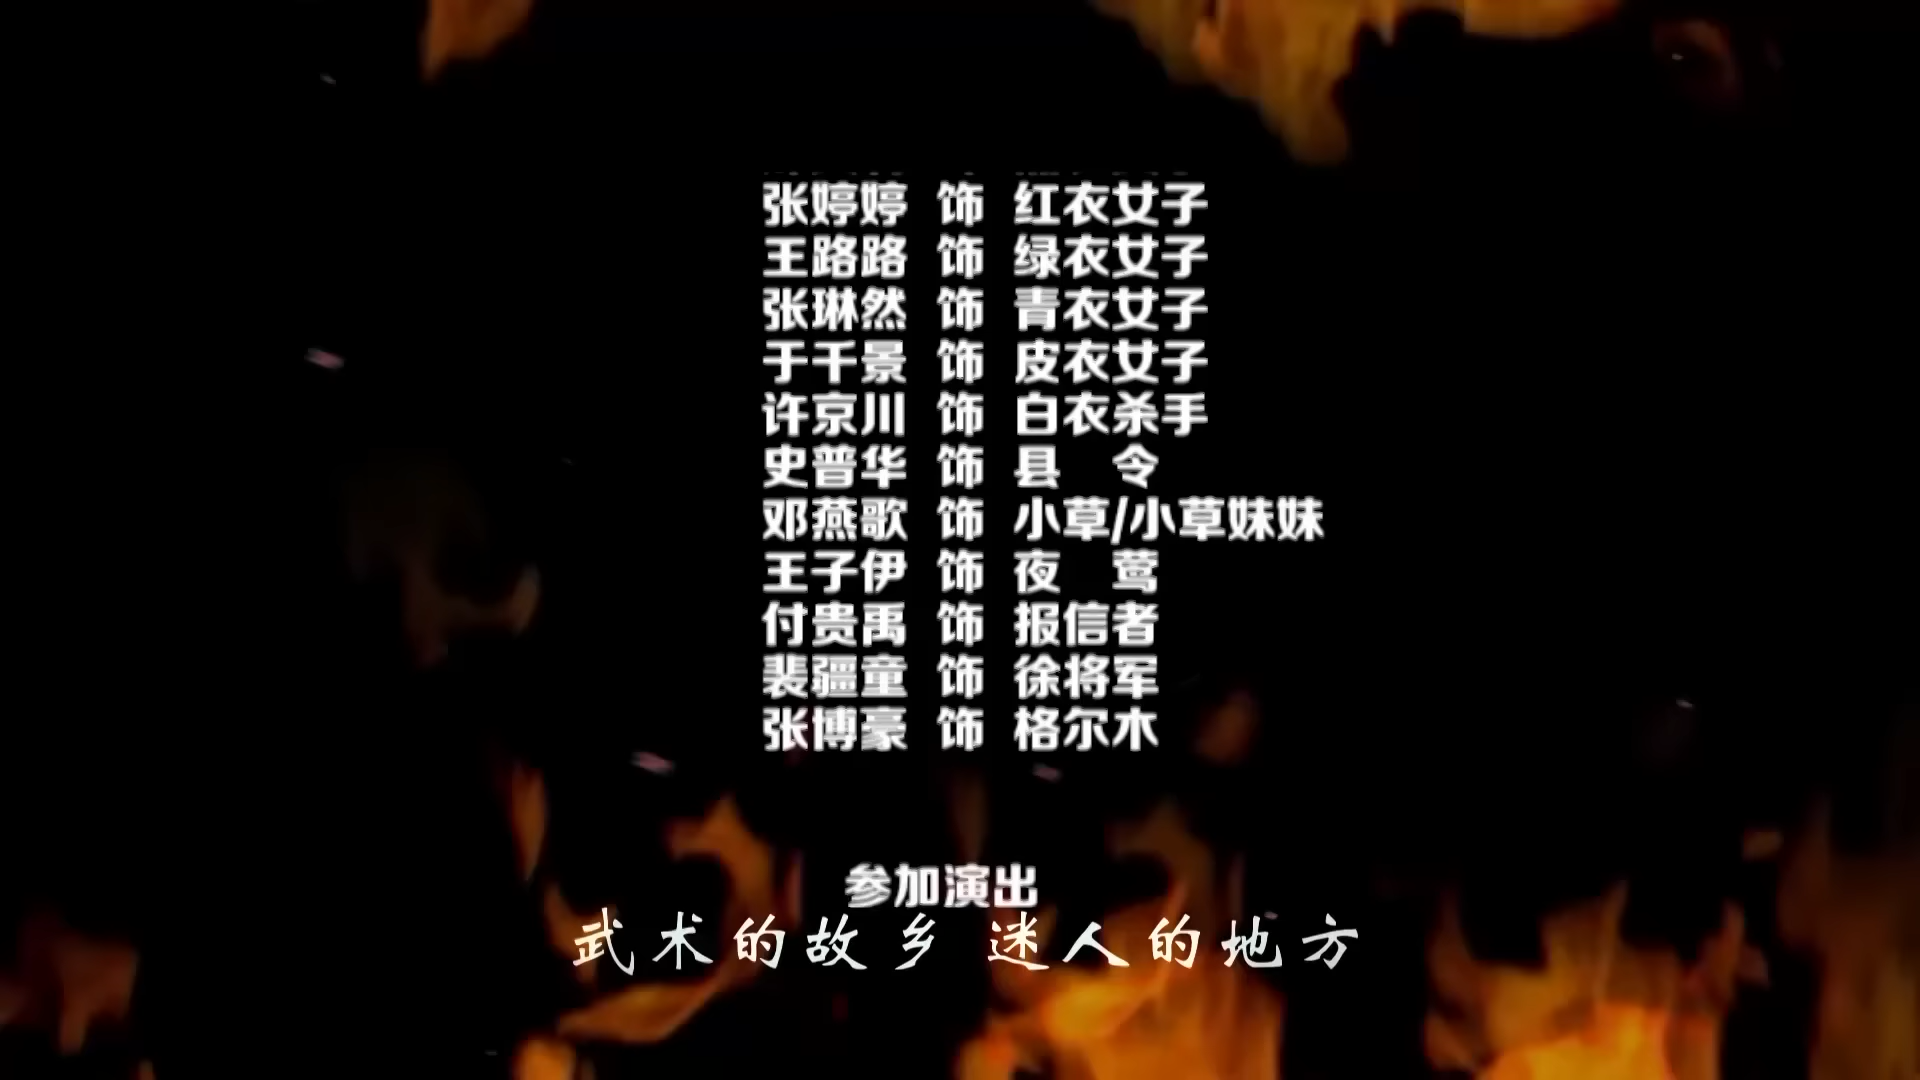 张婷婷 饰 红衣女子
王路路 饰 绿衣女子
张琳然 饰 青衣女子
于千景 饰 皮衣女子
许京川 饰 白衣杀手
史普华 饰 县 令
邓燕歌 饰 小草/小草妹妹
王子伊 饰 夜 莺
付贵禹 饰 报信者
裴疆童 饰 徐将军
张博豪 饰 格尔木
参加演出
武术的故乡 迷人的地方